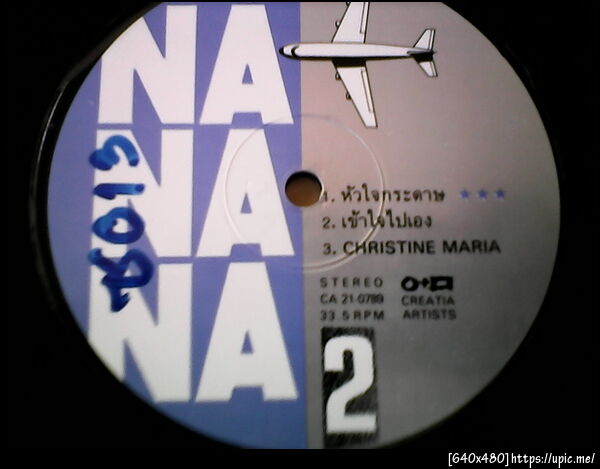 NA
NA
NA
1. หัวใจกระดาษ ★ ★ ★
2. เข้าใจไปเอง
3. CHRISTINE MARIA
STEREO
CA 21-0789
33.5 RPM
CREATIA
ARTISTS
2
[640x480]https://upic.me/